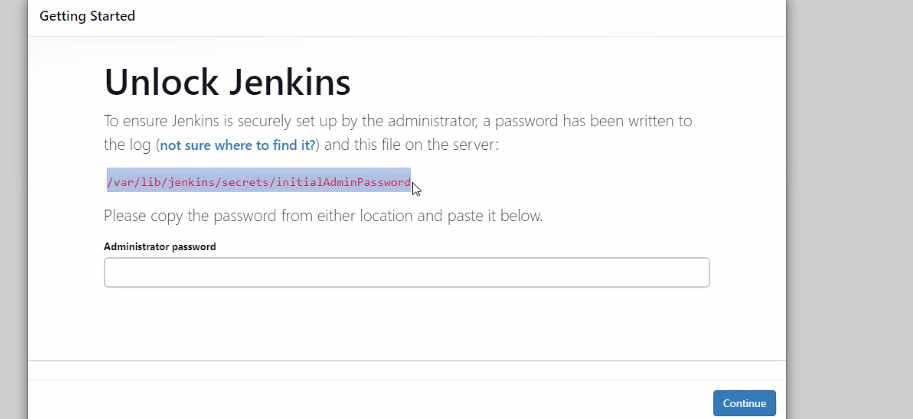 Getting Started
Unlock Jenkins
To ensure Jenkins is securely set up by the administrator, a password has been written to
the log (not sure where to find it?) and this file on the server:
/var/lib/jenkins/secrets/initialAdminPassword
Please copy the password from either location and paste it below.
Administrator password
Continue